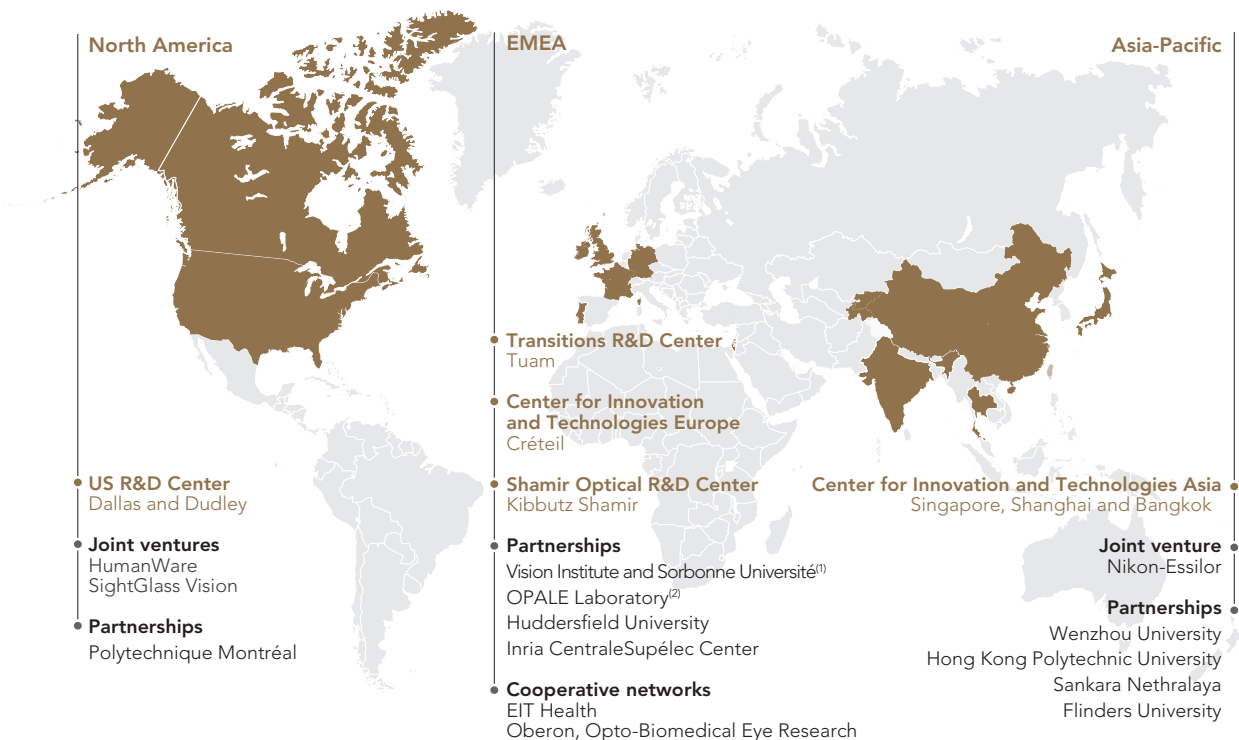 North America
US R&D Center
Dallas and Dudley
Joint ventures
HumanWare
SightGlass Vision
Partnerships
Polytechnique Montréal
EMEA
Transitions R&D Center
Tuam
Center for Innovation
and Technologies Europe
Créteil
Shamir Optical R&D Center
Kibbutz Shamir
Partnerships
Vision Institute and Sorbonne Université(1)
OPALE Laboratory(2)
Huddersfield University
Inria CentraleSupélec Center
Cooperative networks
EIT Health
Oberon, Opto-Biomedical Eye Research
Asia-Pacific
Center for Innovation and Technologies Asia
Singapore, Shanghai and Bangkok
Joint venture
Nikon-Essilor
Partnerships
Wenzhou University
Hong Kong Polytechnic University
Sankara Nethralaya
Flinders University